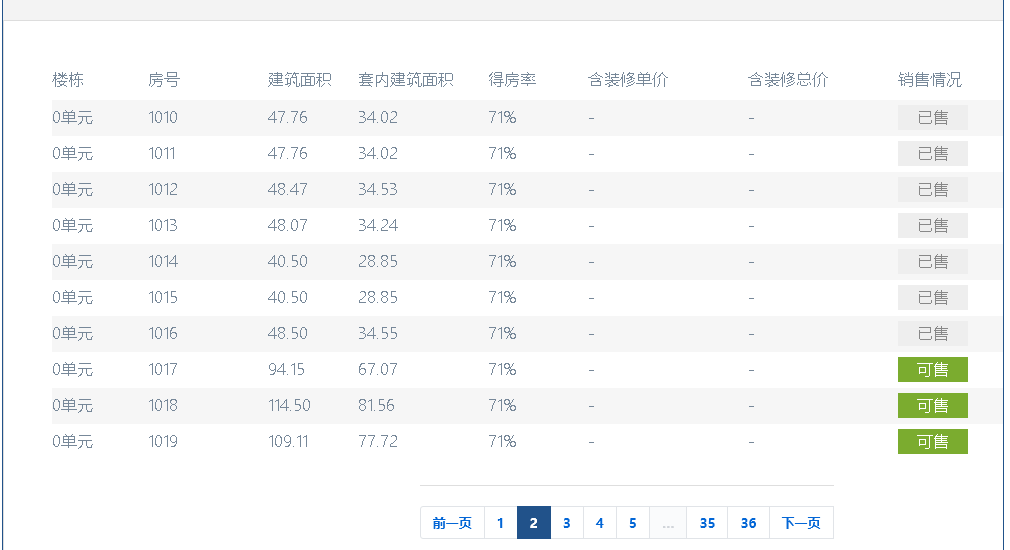 楼栋 房号 建筑面积 套内建筑面积 得房率 含装修单价 含装修总价 销售情况
0单元 1010 47.76 34.02 71% - - 已售
0单元 1011 47.76 34.02 71% - - 已售
0单元 1012 48.47 34.53 71% - - 已售
0单元 1013 48.07 34.24 71% - - 已售
0单元 1014 40.50 28.85 71% - - 已售
0单元 1015 40.50 28.85 71% - - 已售
0单元 1016 48.50 34.55 71% - - 已售
0单元 1017 94.15 67.07 71% - - 可售
0单元 1018 114.50 81.56 71% - - 可售
0单元 1019 109.11 77.72 71% - - 可售
前一页 1 2 3 4 5 ... 35 36 下一页